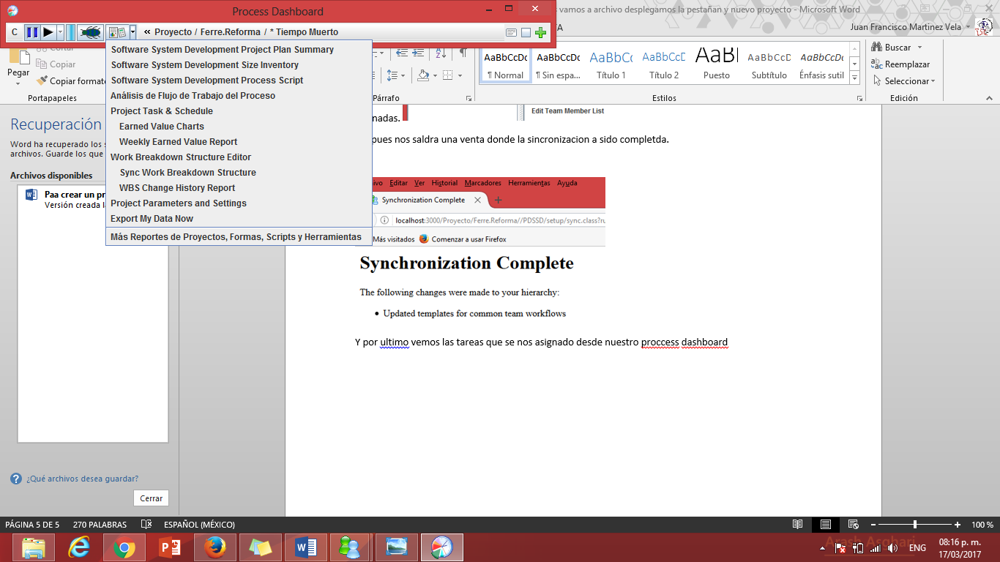 Process Dashboard
s vamos a archivo desplegamos la pestañan y nuevo proyecto - Microsoft Word
C
« Proyecto / Ferre.Reforma / * Tiempo Muerto
TA
Juan Francisco Martinez Vela
Software System Development Project Plan Summary
Software System Development Size Inventory
Software System Development Process Script
Análisis de Flujo de Trabajo del Proceso
Project Task & Schedule
Earned Value Charts
Weekly Earned Value Report
Work Breakdown Structure Editor
Sync Work Breakdown Structure
WBS Change History Report
Project Parameters and Settings
Export My Data Now
Más Reportes de Proyectos, Formas, Scripts y Herramientas
Pegar
Cortar
Copiar
Copiar formato
Portapapeles
Párrafo
AaBbCcDc
¶ Normal
AaBbCcDc
¶ Sin espa...
AaBbCc
Título 1
AaBbCcD
Título 2
AaBl
Puesto
AaBbCcD
Subtítulo
AaBbCcDc
Énfasis sutil
Estilos
Buscar
Reemplazar
Seleccionar
Edición
Recuperación
Word ha recuperado los s
archivos. Guarde los que
Archivos disponibles
Paa crear un pr
Versión creada l
¿Qué archivos desea guardar?
Cerrar
nadas.
Edit Team Member List
pues nos saldra una venta donde la sincronizacion a sido completda.
ivo Editar Ver Historial Marcadores Herramientas Ayuda
Synchronization Complete
localhost:3000/Proyecto/Ferre.Reforma//PDSSD/setup/sync.class?ru
Más visitados Comenzar a usar Firefox
Synchronization Complete
The following changes were made to your hierarchy:
• Updated templates for common team workflows
Y por ultimo vemos las tareas que se nos asignado desde nuestro proccess dashboard
PÁGINA 5 DE 5 270 PALABRAS ESPAÑOL (MÉXICO)
100 %
Arash Asghari
ENG
08:16 p. m.
17/03/2017